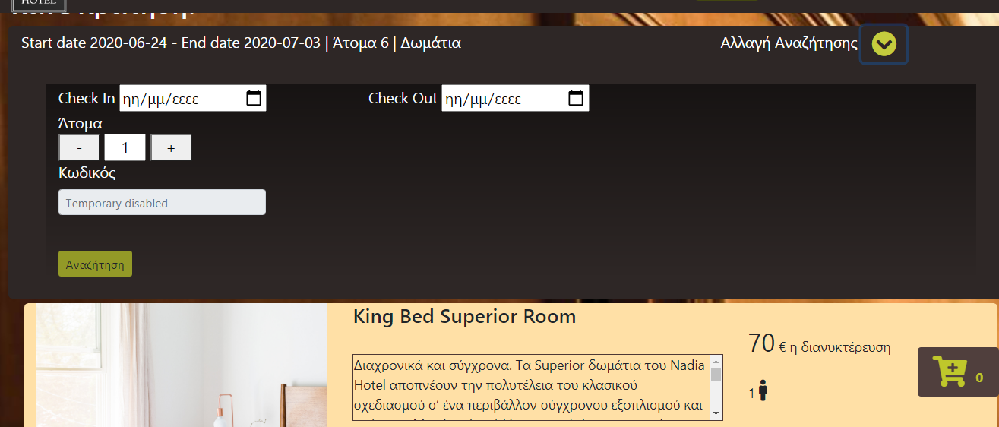 HOTEL
Start date 2020-06-24 - End date 2020-07-03 | Άτομα 6 | Δωμάτια
Αλλαγή Αναζήτησης
Check In ηη/μμ/εεεε
Check Out ηη/μμ/εεεε
Άτομα
- 1 +
Κωδικός
Temporary disabled
Αναζήτηση
King Bed Superior Room
Διαχρονικά και σύγχρονα. Τα Superior δωμάτια του Nadia
Hotel αποπνέουν την πολυτέλεια του κλασικού
σχεδιασμού σ’ ένα περιβάλλον σύγχρονου εξοπλισμού και
70 € η διανυκτέρευση
1
0